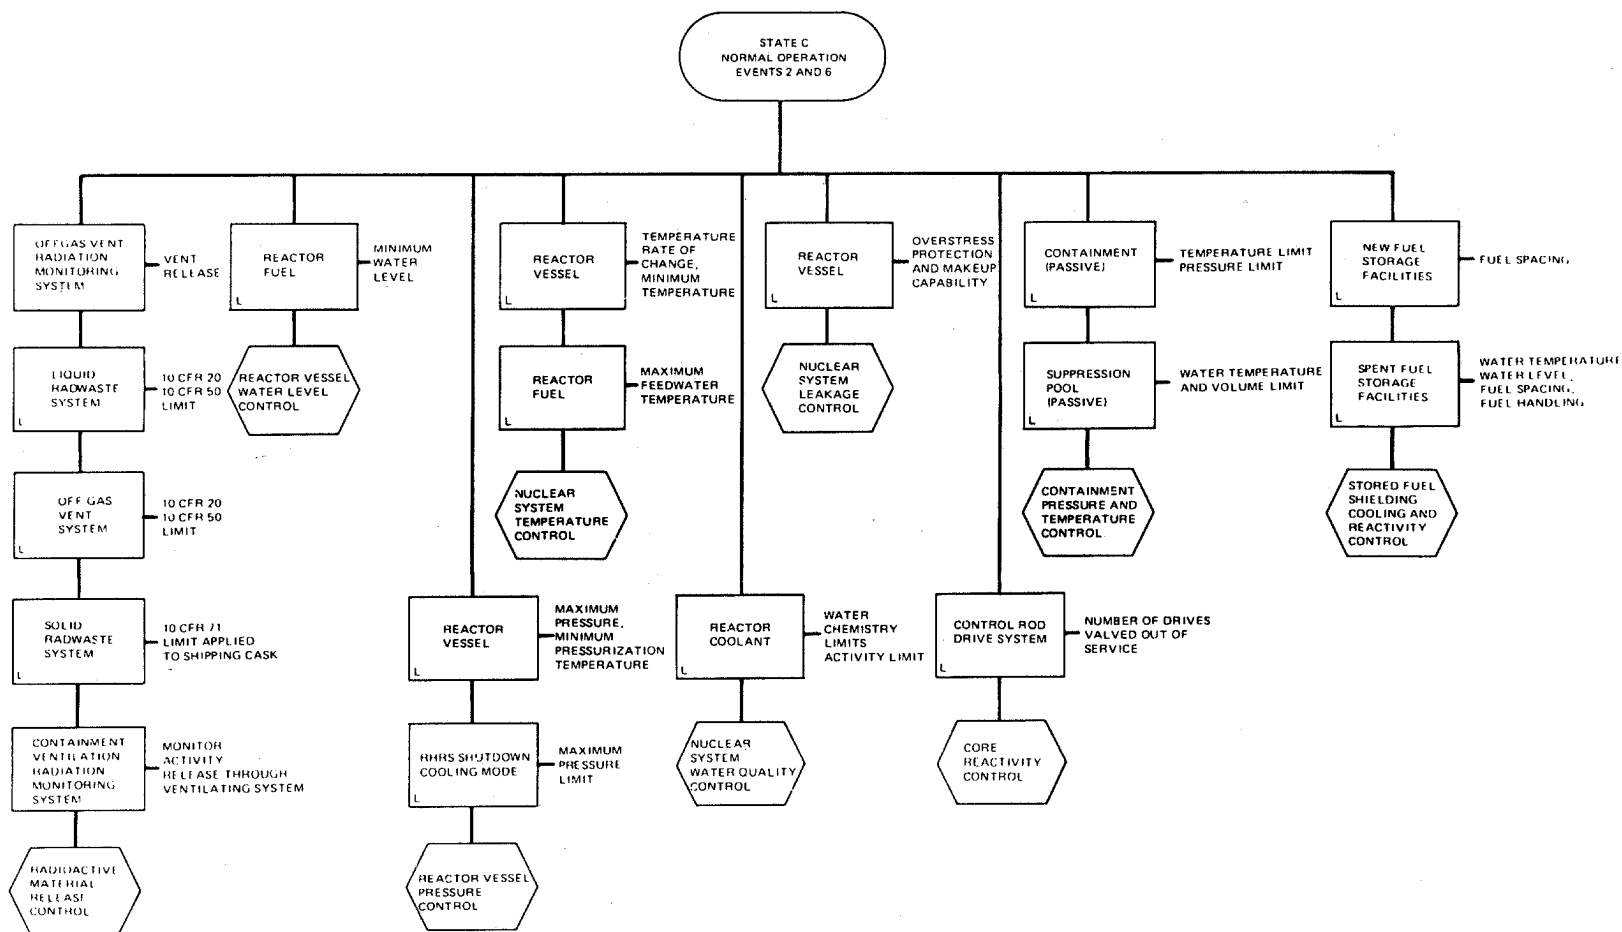 STATE C
NORMAL OPERATION
EVENTS 2 AND 6
OFFGAS VENT
RADIATION
MONITORING
SYSTEM
VENT
RELEASE
LIQUID
RADWASTE
SYSTEM
L
10 CFR 20
10 CFR 50
LIMIT
OFF GAS
VENT
SYSTEM
L
10 CFR 20
10 CFR 50
LIMIT
SOLID
RADWASTE
SYSTEM
L
10 CFR 71
LIMIT APPLIED
TO SHIPPING CASK
CONTAINMENT
VENTILATION
RADIATION
MONITORING
SYSTEM
MONITOR
ACTIVITY
RELEASE THROUGH
VENTILATING SYSTEM
RADIOACTIVE
MATERIAL
RELEASE
CONTROL
REACTOR
FUEL
L
MINIMUM
WATER
LEVEL
REACTOR VESSEL
WATER LEVEL
CONTROL
REACTOR
VESSEL
L
MAXIMUM
PRESSURE,
MINIMUM
PRESSURIZATION
TEMPERATURE
RHRS SHUTDOWN
COOLING MODE
L
MAXIMUM
PRESSURE
LIMIT
REACTOR VESSEL
PRESSURE
CONTROL
REACTOR
VESSEL
L
TEMPERATURE
RATE OF
CHANGE,
MINIMUM
TEMPERATURE
REACTOR
FUEL
L
MAXIMUM
FEEDWATER
TEMPERATURE
NUCLEAR
SYSTEM
TEMPERATURE
CONTROL
REACTOR
COOLANT
L
WATER
CHEMISTRY
LIMITS
ACTIVITY LIMIT
NUCLEAR
SYSTEM
WATER QUALITY
CONTROL
REACTOR
VESSEL
L
OVERSTRESS
PROTECTION
AND MAKEUP
CAPABILITY
NUCLEAR
SYSTEM
LEAKAGE
CONTROL
CONTROL ROD
DRIVE SYSTEM
L
NUMBER OF DRIVES
VALVED OUT OF
SERVICE
CORE
REACTIVITY
CONTROL
CONTAINMENT
(PASSIVE)
L
TEMPERATURE LIMIT
PRESSURE LIMIT
SUPPRESSION
POOL
(PASSIVE)
L
WATER TEMPERATURE
AND VOLUME LIMIT
CONTAINMENT
PRESSURE AND
TEMPERATURE
CONTROL
NEW FUEL
STORAGE
FACILITIES
L
FUEL SPACING
SPENT FUEL
STORAGE
FACILITIES
L
WATER TEMPERATURE
WATER LEVEL,
FUEL SPACING,
FUEL HANDLING
STORED FUEL
SHIELDING
COOLING AND
REACTIVITY
CONTROL